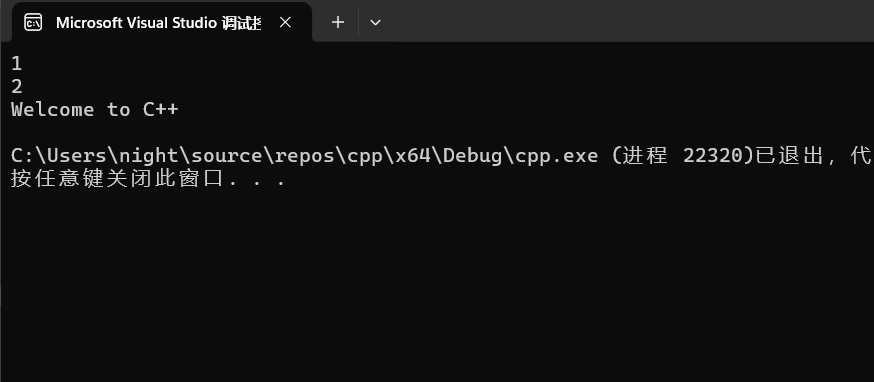 Microsoft Visual Studio 调试
1
2
Welcome to C++
C:\Users\night\source\repos\cpp\x64\Debug\cpp.exe (进程 22320)已退出，代
按任意键关闭此窗口. . .